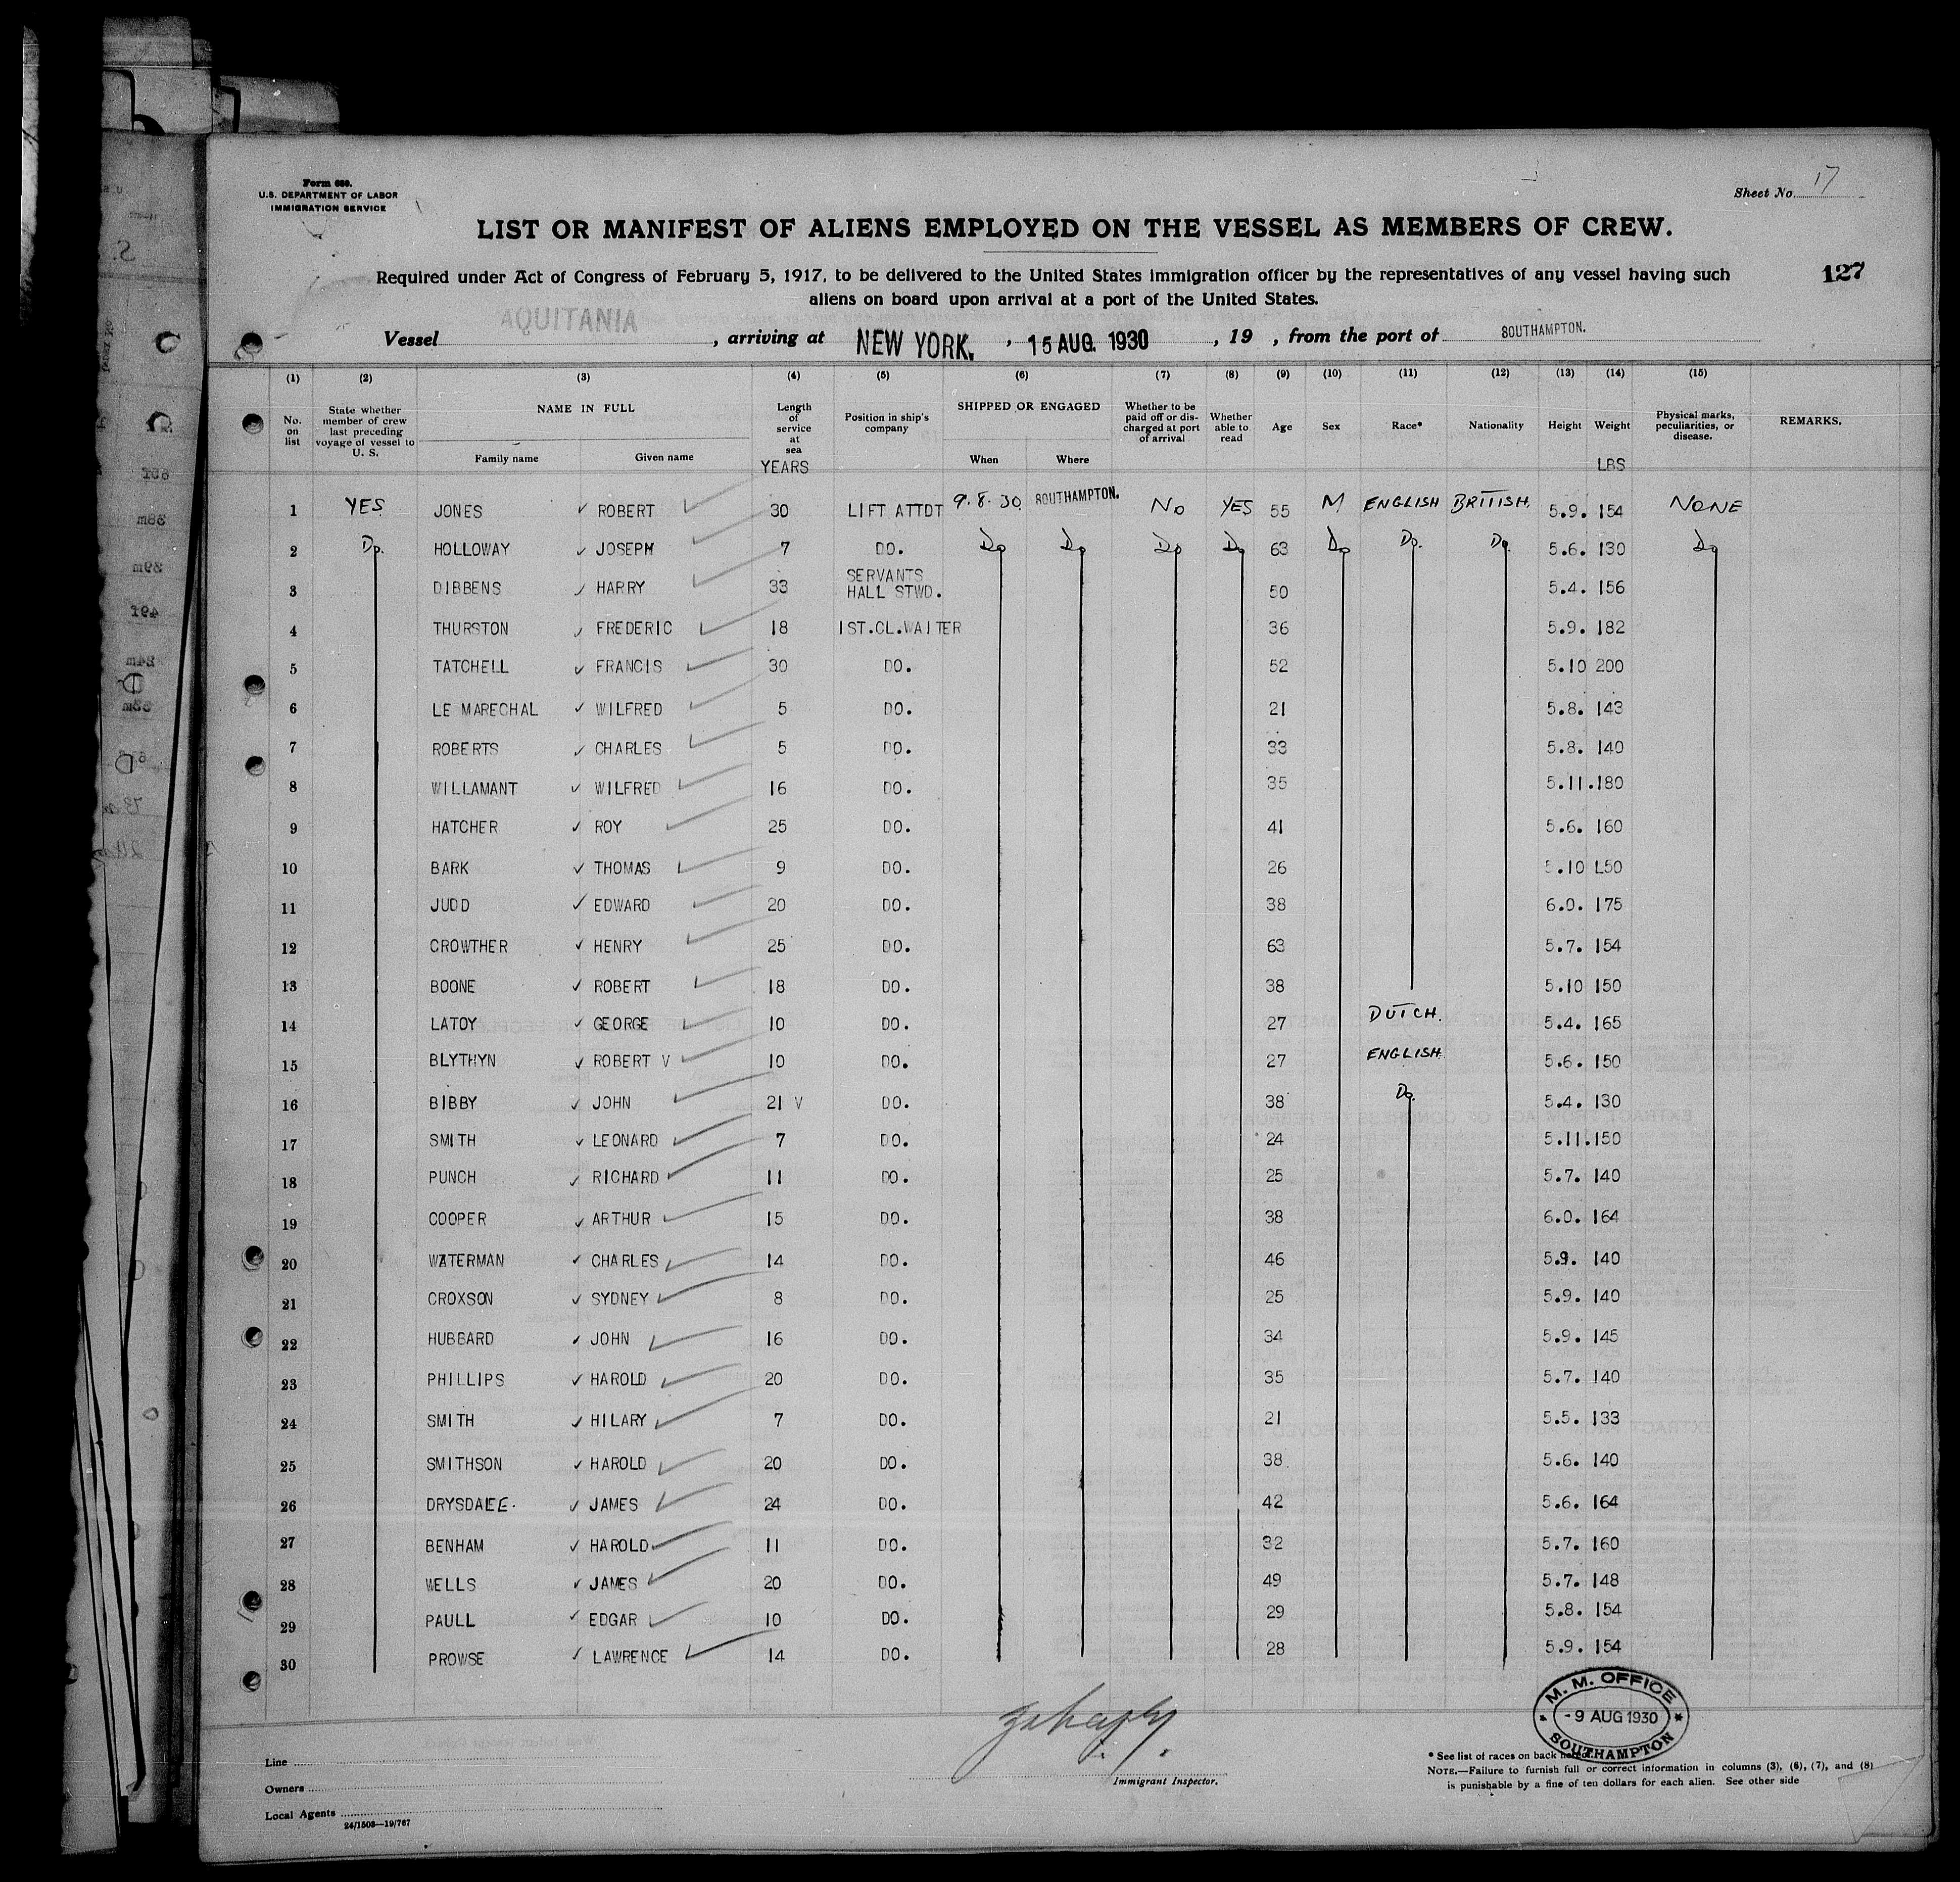 Form 680.
U.S. DEPARTMENT OF LABOR
IMMIGRATION SERVICE
Sheet No. 17
LIST OR MANIFEST OF ALIENS EMPLOYED ON THE VESSEL AS MEMBERS OF CREW.
Required under Act of Congress of February 5, 1917, to be delivered to the United States immigration officer by the representatives of any vessel having such
aliens on board upon arrival at a port of the United States.
127
Vessel AQUITANIA, arriving at NEW YORK, 15 AUG. 1930, 19 , from the port of SOUTHAMPTON.
(1) (2) (3) (4) (5) (6) (7) (8) (9) (10) (11) (12) (13) (14) (15)
No. on list State whether member of crew last preceding voyage of vessel to U. S. NAME IN FULL Family name Given name Length of service at sea YEARS Position in ship's company SHIPPED OR ENGAGED When Where Whether to be paid off or discharged at port of arrival Whether able to read Age Sex Race* Nationality Height Weight LBS Physical marks, peculiarities, or disease. REMARKS.
1 YES JONES ROBERT 30 LIFT ATTDT 9.8.30 SOUTHAMPTON. No YES 55 M ENGLISH BRITISH. 5.9. 154 NONE
2 Do. HOLLOWAY JOSEPH 7 DO. Do Do Do Do 63 Do Do. Do. 5.6. 130 Do
3 DIBBENS HARRY 33 SERVANTS HALL STWD. 50 5.4. 156
4 THURSTON FREDERIC 18 1ST.CL.WAITER 36 5.9. 182
5 TATCHELL FRANCIS 30 DO. 52 5.10 200
6 LE MARECHAL WILFRED 5 DO. 21 5.8. 143
7 ROBERTS CHARLES 5 DO. 33 5.8. 140
8 WILLAMANT WILFRED 16 DO. 35 5.11.180
9 HATCHER ROY 25 DO. 41 5.6. 160
10 BARK THOMAS 9 DO. 26 5.10 L50
11 JUDD EDWARD 20 DO. 38 6.0. 175
12 CROWTHER HENRY 25 DO. 63 5.7. 154
13 BOONE ROBERT 18 DO. 38 5.10 150
14 LATOY GEORGE 10 DO. 27 DUTCH. 5.4. 165
15 BLYTHYN ROBERT V 10 DO. 27 ENGLISH. 5.6. 150
16 BIBBY JOHN 21 V DO. 38 Do. 5.4. 130
17 SMITH LEONARD 7 DO. 24 5.11.150
18 PUNCH RICHARD 11 DO. 25 5.7. 140
19 COOPER ARTHUR 15 DO. 38 6.0. 164
20 WATERMAN CHARLES 14 DO. 46 5.9. 140
21 CROXSON SYDNEY 8 DO. 25 5.9. 140
22 HUBBARD JOHN 16 DO. 34 5.9. 145
23 PHILLIPS HAROLD 20 DO. 35 5.7. 140
24 SMITH HILARY 7 DO. 21 5.5. 133
25 SMITHSON HAROLD 20 DO. 38 5.6. 140
26 DRYSDALE. JAMES 24 DO. 42 5.6. 164
27 BENHAM HAROLD 11 DO. 32 5.7. 160
28 WELLS JAMES 20 DO. 49 5.7. 148
29 PAULL EDGAR 10 DO. 29 5.8. 154
30 PROWSE LAWRENCE 14 DO. 28 5.9. 154
M. M. OFFICE
-9 AUG 1930
SOUTHAMPTON
Line
Owners
Local Agents
24/1503—19/767
Immigrant Inspector.
* See list of races on back
NOTE.—Failure to furnish full or correct information in columns (3), (6), (7), and (8)
is punishable by a fine of ten dollars for each alien. See other side